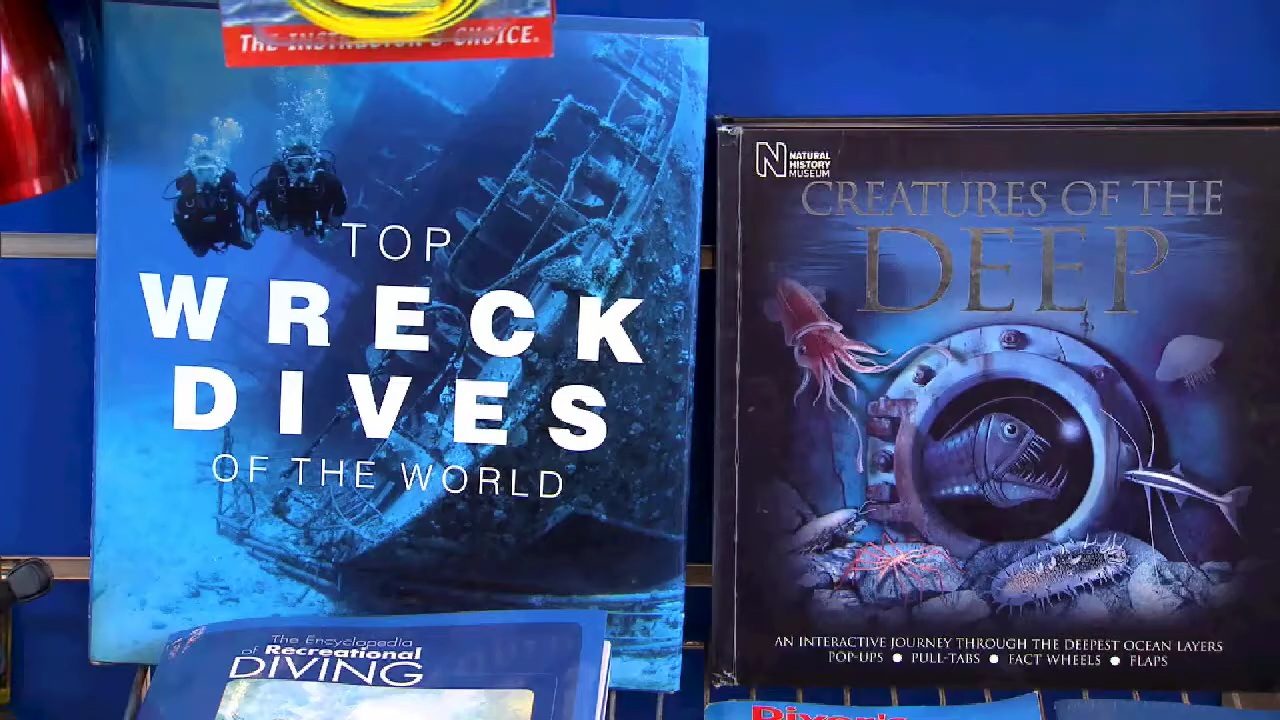 THE INSTRUCTOR'S CHOICE.
TOP
WRECK
DIVES
OF THE WORLD
The Encyclopedia
of Recreational
DIVING
NATURAL
HISTORY
MUSEUM
CREATURES OF THE
DEEP
AN INTERACTIVE JOURNEY THROUGH THE DEEPEST OCEAN LAYERS
POP-UPS ● PULL-TABS ● FACT WHEELS ● FLAPS
Diver's